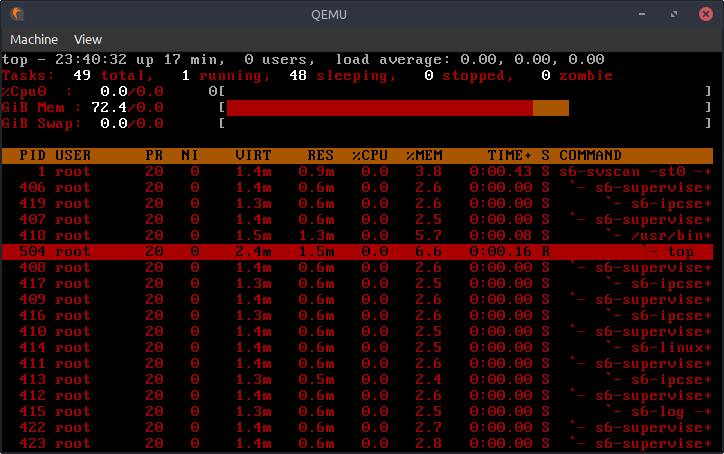 QEMU
Machine View
top - 23:40:32 up 17 min,  0 users,  load average: 0.00, 0.00, 0.00
Tasks:  49 total,   1 running,  48 sleeping,   0 stopped,   0 zombie
%Cpu0  :   0.0/0.0     0[                                        ]
GiB Mem : 72.4/0.0      [                                        ]
GiB Swap:  0.0/0.0      [                                        ]
PID USER      PR  NI    VIRT    RES  %CPU  %MEM     TIME+ S COMMAND
1 root      20   0    1.4m   0.9m   0.0   3.8   0:00.43 S s6-svscan -st0 -+
406 root      20   0    1.4m   0.6m   0.0   2.6   0:00.00 S  `- s6-supervise+
419 root      20   0    1.3m   0.6m   0.0   2.6   0:00.00 S      `- s6-ipcse+
407 root      20   0    1.4m   0.6m   0.0   2.5   0:00.00 S  `- s6-supervise+
418 root      20   0    1.5m   1.3m   0.0   5.7   0:00.08 S      `- /usr/bin+
504 root      20   0    2.4m   1.5m   0.0   6.6   0:00.16 R          `- top
408 root      20   0    1.4m   0.6m   0.0   2.6   0:00.00 S  `- s6-supervise+
417 root      20   0    1.3m   0.6m   0.0   2.5   0:00.00 S      `- s6-ipcse+
409 root      20   0    1.4m   0.6m   0.0   2.6   0:00.00 S  `- s6-supervise+
416 root      20   0    1.3m   0.6m   0.0   2.6   0:00.00 S      `- s6-ipcse+
410 root      20   0    1.4m   0.6m   0.0   2.5   0:00.00 S  `- s6-supervise+
414 root      20   0    1.4m   0.6m   0.0   2.5   0:00.00 S      `- s6-linux+
411 root      20   0    1.4m   0.6m   0.0   2.6   0:00.00 S  `- s6-supervise+
413 root      20   0    1.3m   0.5m   0.0   2.4   0:00.00 S      `- s6-ipcse+
412 root      20   0    1.4m   0.6m   0.0   2.6   0:00.00 S  `- s6-supervise+
415 root      20   0    1.3m   0.6m   0.0   2.5   0:00.00 S      `- s6-log -+
422 root      20   0    1.4m   0.6m   0.0   2.7   0:00.00 S  `- s6-supervise+
423 root      20   0    1.4m   0.6m   0.0   2.8   0:00.00 S  `- s6-supervise+